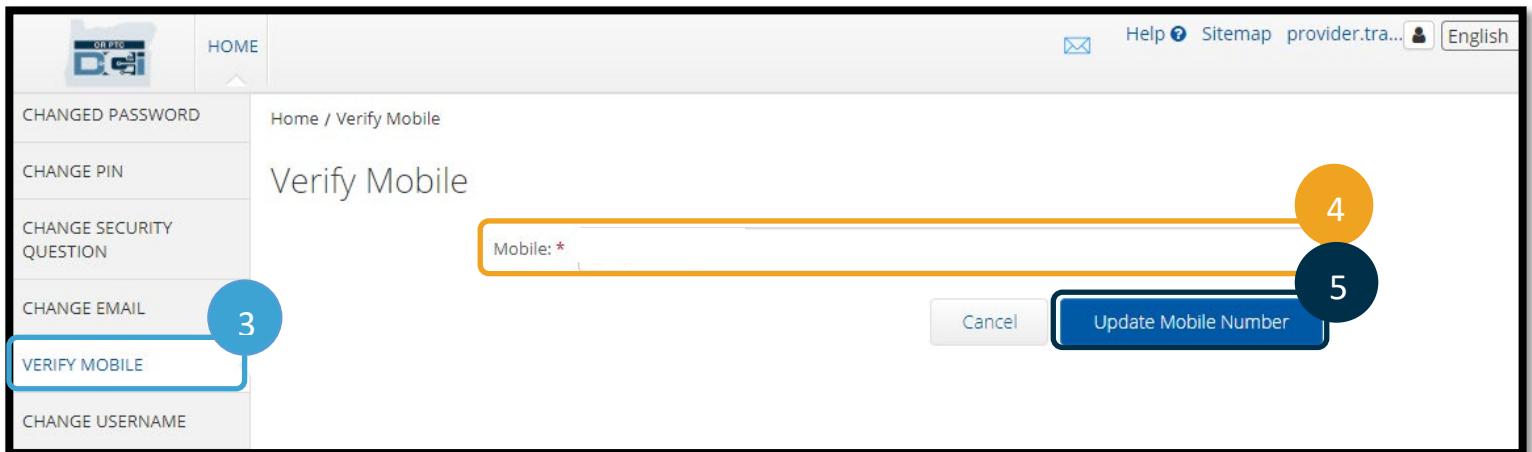 OR PTC
DCi
HOME
Help ? Sitemap provider.tra... English
CHANGED PASSWORD
CHANGE PIN
CHANGE SECURITY
QUESTION
CHANGE EMAIL
3
VERIFY MOBILE
CHANGE USERNAME
Home / Verify Mobile
Verify Mobile
4
Mobile: *
5
Cancel
Update Mobile Number